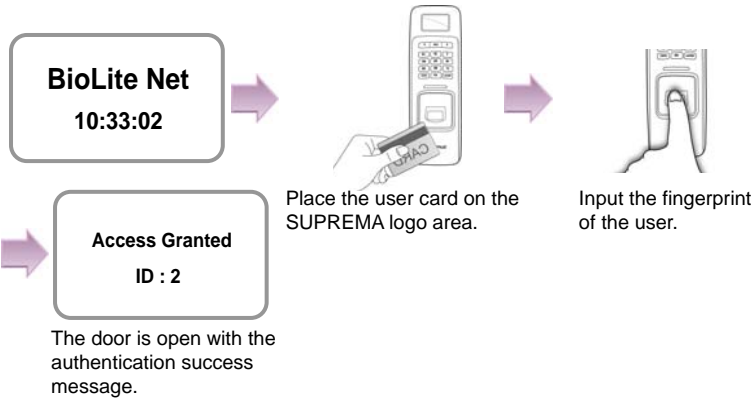 BioLite Net
10:33:02
CARD
Place the user card on the
SUPREMA logo area.
Input the fingerprint
of the user.
Access Granted
ID : 2
The door is open with the
authentication success
message.